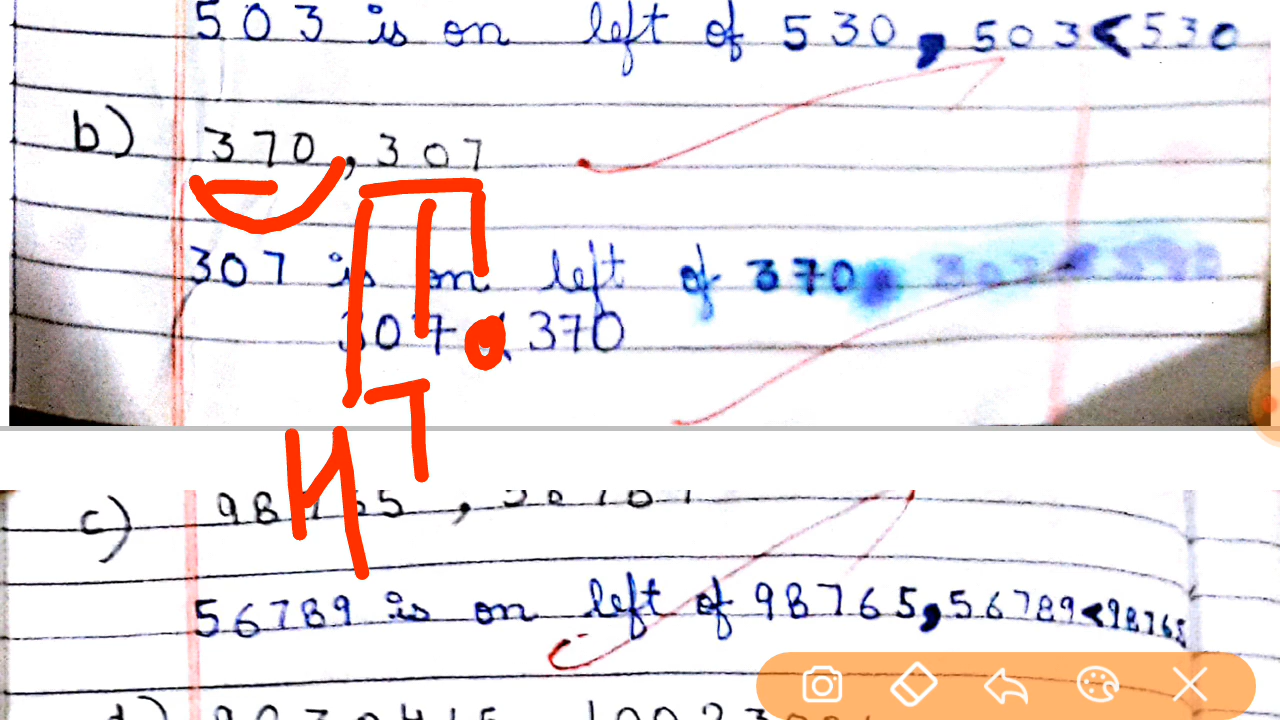 503 is on left of 530, 503<530
b) 370, 307
307 is on left of 370,
307 < 370
H T O
c) 98765, 56789
56789 is on left of 98765, 56789<98765
d)